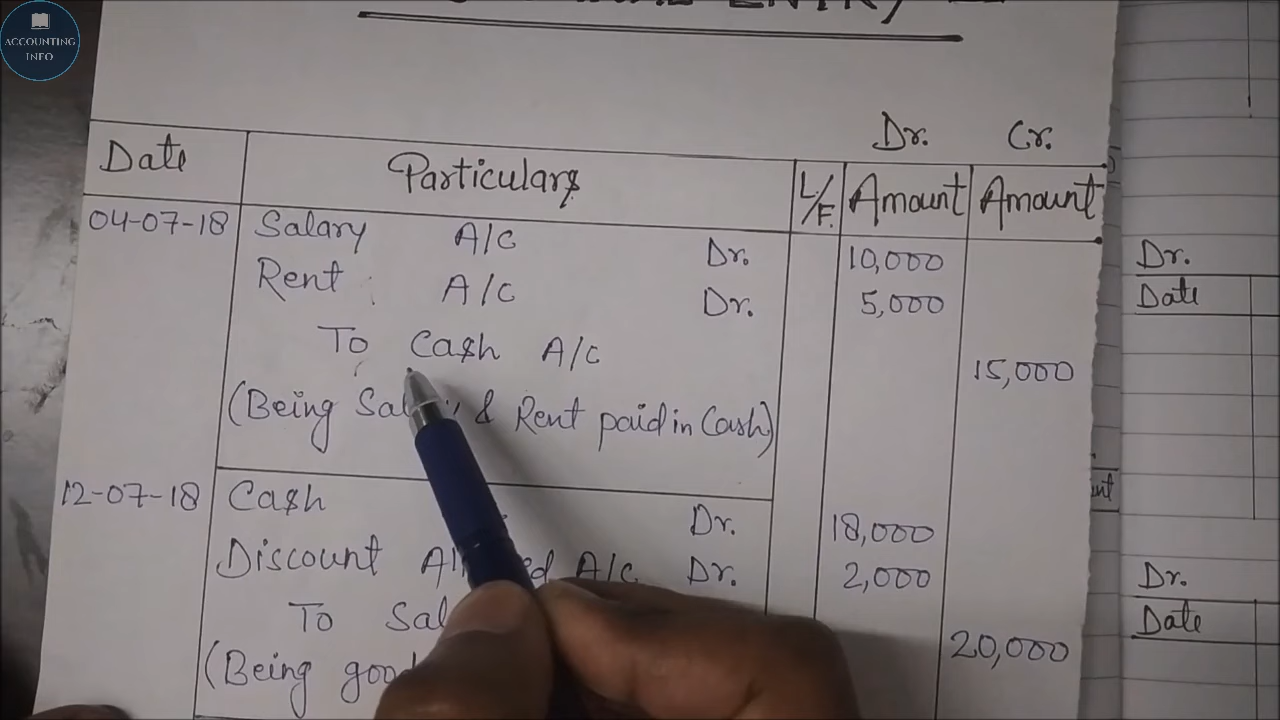 ACCOUNTING
INFO
Dr. Cr.
Date Particulars L/F. Amount Amount
04-07-18 Salary A/C Dr. 10,000
Rent A/C Dr. 5,000
To Cash A/C 15,000
(Being & Rent paid in Cash)
12-07-18 Cash Dr. 18,000
Discount A/C Dr. 2,000
To 20,000
(Being
Dr.
Date
Dr.
Date